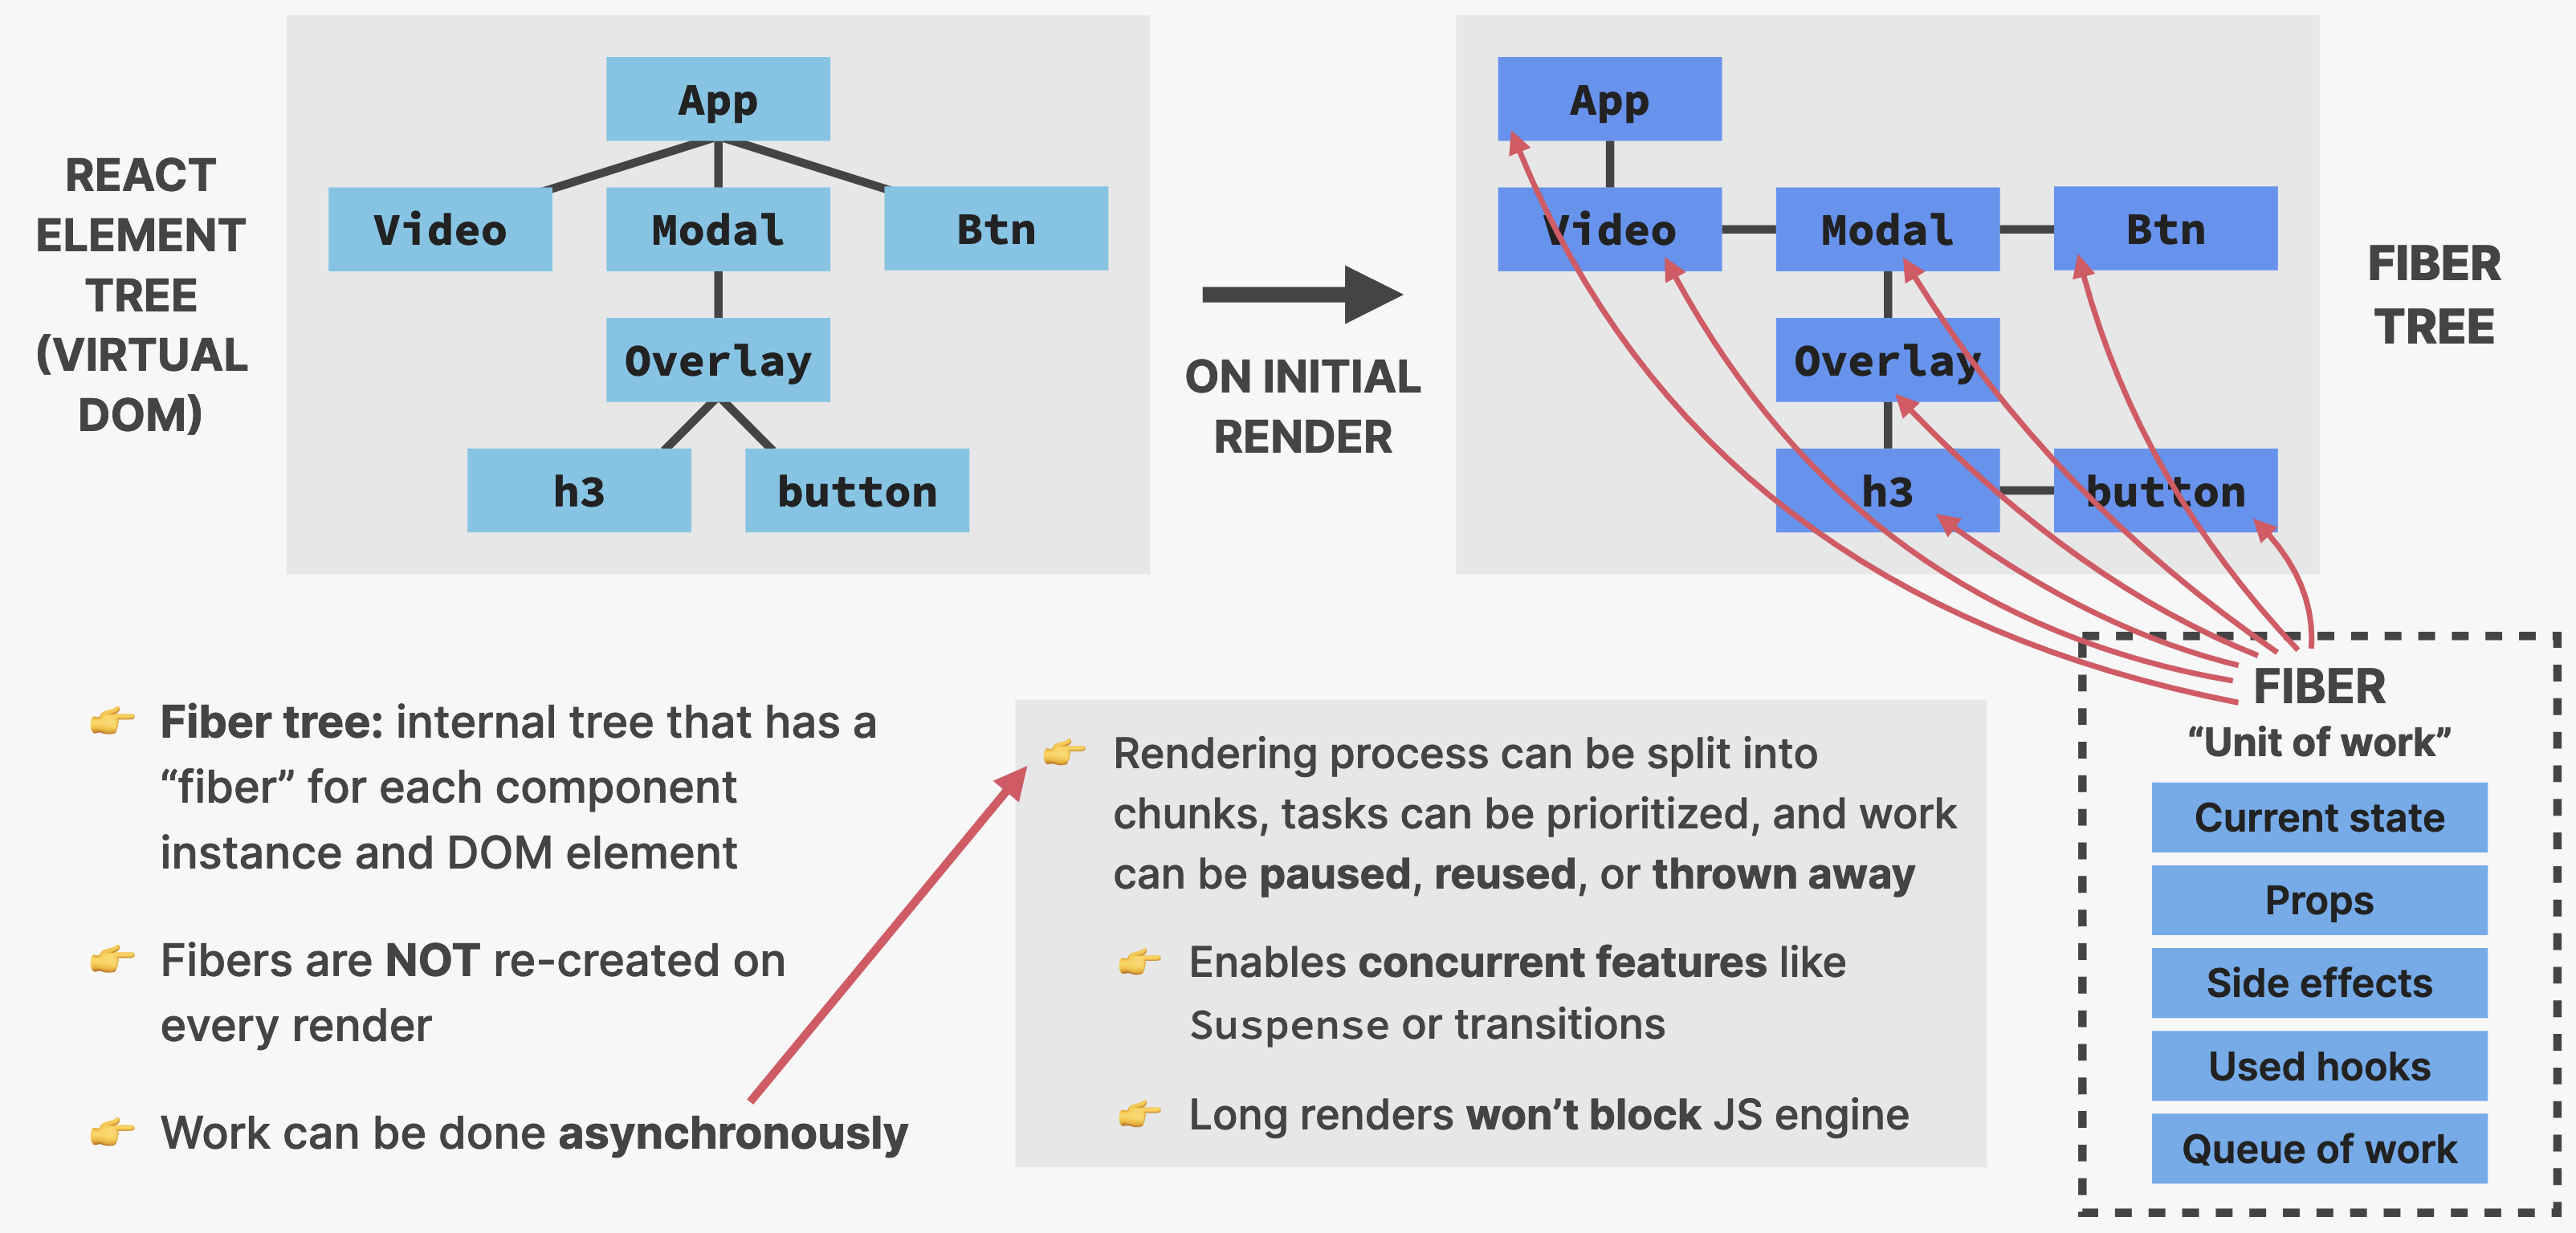 REACT
ELEMENT
TREE
(VIRTUAL
DOM)
App
Video
Modal
Btn
Overlay
h3
button
ON INITIAL
RENDER
App
Video
Modal
Btn
Overlay
h3
button
FIBER
TREE
Fiber tree: internal tree that has a
“fiber” for each component
instance and DOM element
Fibers are NOT re-created on
every render
Work can be done asynchronously
Rendering process can be split into
chunks, tasks can be prioritized, and work
can be paused, reused, or thrown away
Enables concurrent features like
Suspense or transitions
Long renders won’t block JS engine
FIBER
“Unit of work”
Current state
Props
Side effects
Used hooks
Queue of work